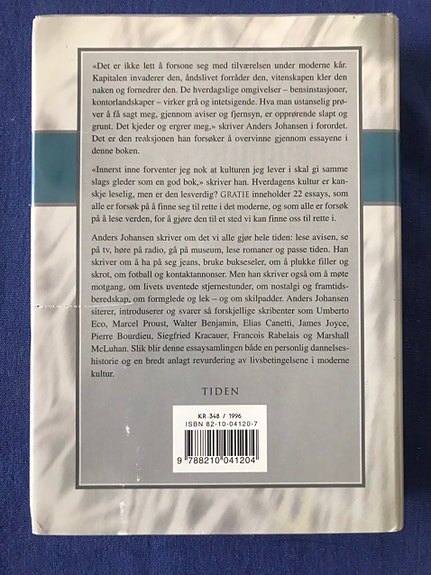 «Det er ikke lett å forsone seg med tilværelsen under moderne kår.
Kapitalen invaderer den, åndslivet forråder den, vitenskapen kler den
naken og fornedrer den. De hverdagslige omgivelser – bensinstasjoner,
kontorlandskaper – virker grå og intetsigende. Hva man ustanselig prø-
ver å få sagt meg, gjennom aviser og fjernsyn, er opprørende slapt og
grunt. Det kjeder og ergrer meg,» skriver Anders Johansen i forordet.
Det er den reaksjonen han forsøker å overvinne gjennom essayene i
denne boken.
«Innerst inne forventer jeg nok at kulturen jeg lever i skal gi samme
slags gleder som en god bok,» skriver han. Hverdagens kultur er kan-
skje leselig, men er den lesverdig? GRATIE inneholder 22 essays, som
alle er forsøk på å finne seg til rette i det moderne, og som alle er forsøk
på å lese verden, for å gjøre den til et sted vi kan finne oss til rette i.
Anders Johansen skriver om det vi alle gjør hele tiden: lese avisen, se
på tv, høre på radio, gå på museum, lese romaner og passe tiden. Han
skriver om å ha på seg jeans, bruke bukseseler, om å plukke filler og
skrot, om fotball og kontaktannonser. Men han skriver også om å møte
motgang, om livets uventede stjernestunder, om nostalgi og framtids-
beredskap, om formglede og lek – og om skilpadder. Anders Johansen
siterer, introduserer og svarer så forskjellige skribenter som Umberto
Eco, Marcel Proust, Walter Benjamin, Elias Canetti, James Joyce,
Pierre Bourdieu, Siegfried Kracauer, Francois Rabelais og Marshall
McLuhan. Slik blir denne essaysamlingen både en personlig dannelses-
historie og en bredt anlagt revurdering av livsbetingelsene i moderne
kultur.
TIDEN
KR 348 / 1996
ISBN 82-10-04120-7
9 788210 041204